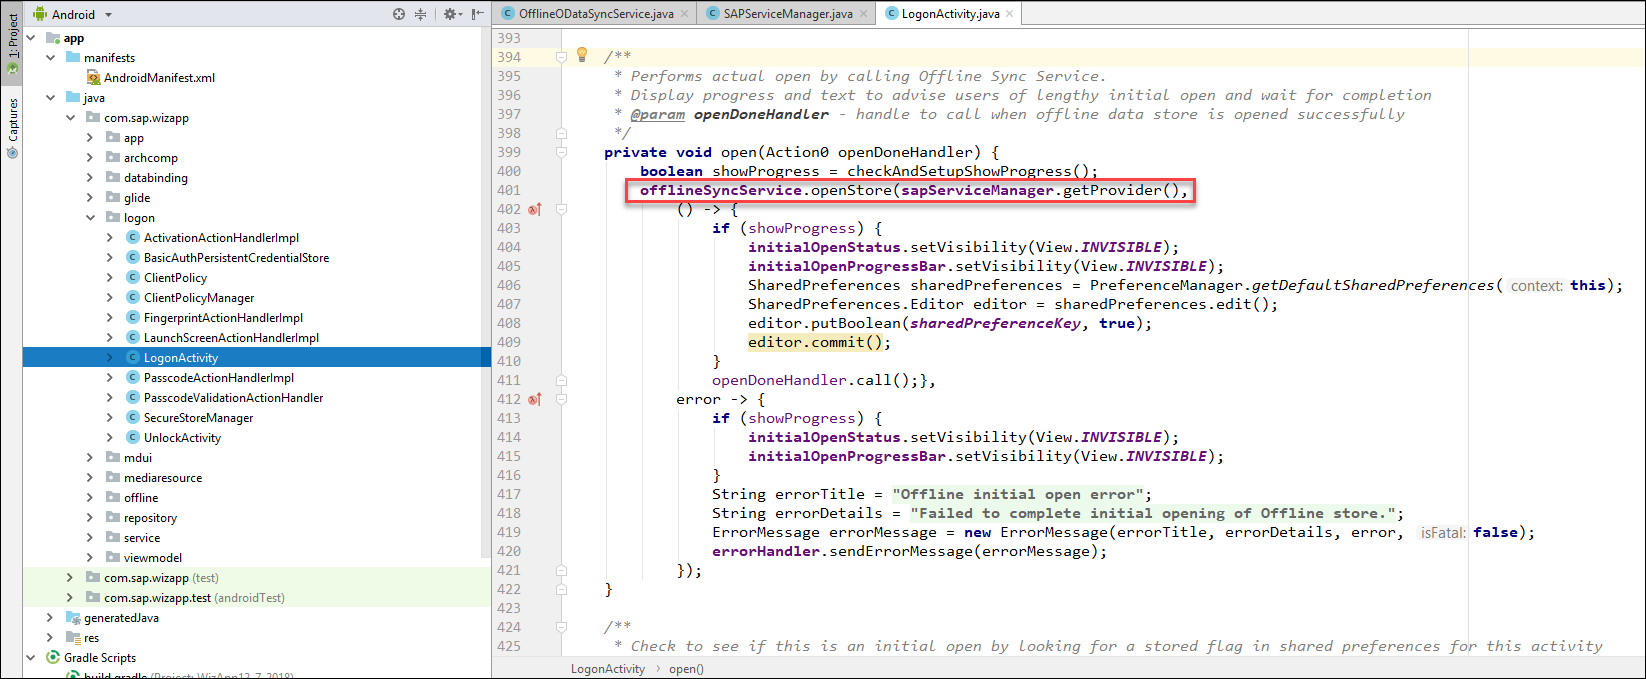 1: Project
Captures
Android
app
manifests
AndroidManifest.xml
java
com.sap.wizapp
app
archcomp
databinding
glide
logon
ActivationActionHandlerImpl
BasicAuthPersistentCredentialStore
ClientPolicy
ClientPolicyManager
FingerprintActionHandlerImpl
LaunchScreenActionHandlerImpl
LogonActivity
PasscodeActionHandlerImpl
PasscodeValidationActionHandler
SecureStoreManager
UnlockActivity
mdui
mediaresource
offline
repository
service
viewmodel
com.sap.wizapp (test)
com.sap.wizapp.test (androidTest)
generatedJava
res
Gradle Scripts
build.gradle (Project: WizApp12_7_2018)
OfflineODataSyncService.java
SAPServiceManager.java
LogonActivity.java
393
394 /**
395 * Performs actual open by calling Offline Sync Service.
396 * Display progress and text to advise users of lengthy initial open and wait for completion
397 * @param openDoneHandler - handle to call when offline data store is opened successfully
398 */
399 private void open(Action0 openDoneHandler) {
400 boolean showProgress = checkAndSetupShowProgress();
401 offlineSyncService.openStore(sapServiceManager.getProvider(),
402 () -> {
403 if (showProgress) {
404 initialOpenStatus.setVisibility(View.INVISIBLE);
405 initialOpenProgressBar.setVisibility(View.INVISIBLE);
406 SharedPreferences sharedPreferences = PreferenceManager.getDefaultSharedPreferences( context: this);
407 SharedPreferences.Editor editor = sharedPreferences.edit();
408 editor.putBoolean(sharedPreferenceKey, true);
409 editor.commit();
410 }
411 openDoneHandler.call();},
412 error -> {
413 if (showProgress) {
414 initialOpenStatus.setVisibility(View.INVISIBLE);
415 initialOpenProgressBar.setVisibility(View.INVISIBLE);
416 }
417 String errorTitle = "Offline initial open error";
418 String errorDetails = "Failed to complete initial opening of Offline store.";
419 ErrorMessage errorMessage = new ErrorMessage(errorTitle, errorDetails, error, isFatal: false);
420 errorHandler.sendErrorMessage(errorMessage);
421 });
422 }
423
424 /**
425 * Check to see if this is an initial open by looking for a stored flag in shared preferences for this activity
LogonActivity › open()